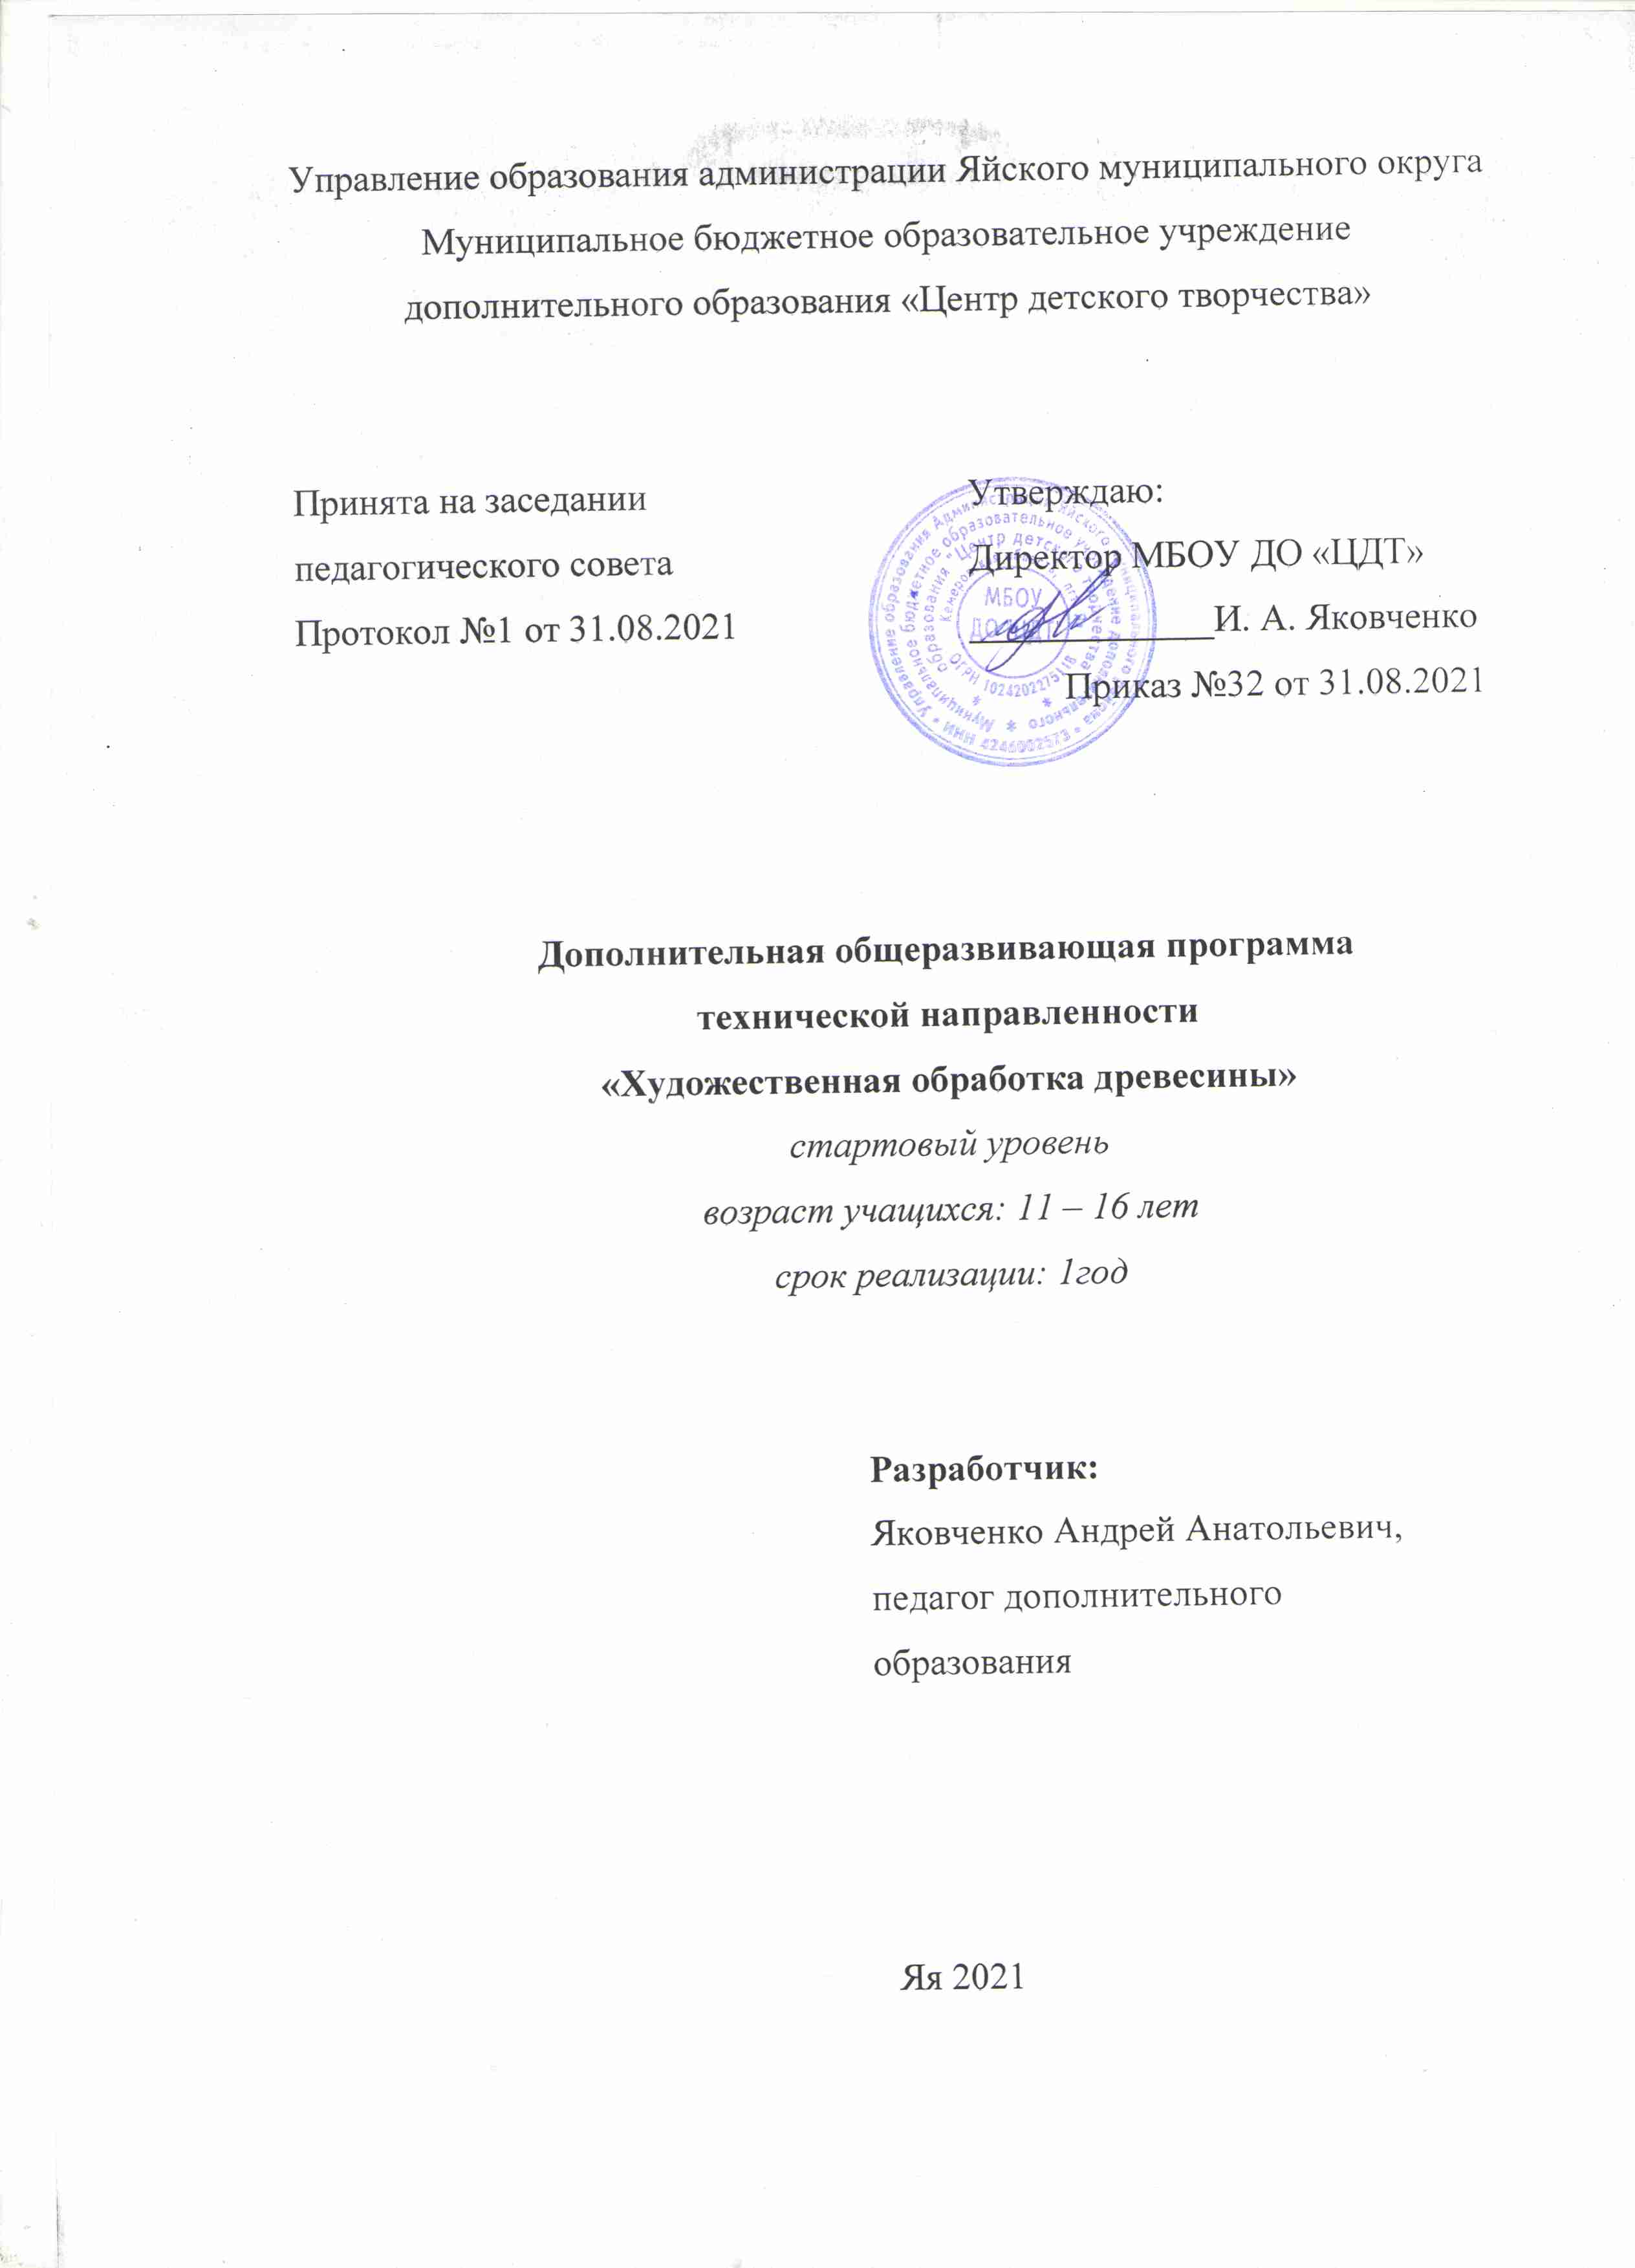 Управление образования администрации Яйского муниципального округа
Муниципальное бюджетное образовательное учреждение
дополнительного образования «Центр детского творчества»
Принята на заседании
педагогического совета
Протокол №1 от 31.08.2021
Утверждаю:
Директор МБОУ ДО «ЦДТ»
______________И. А. Яковченко
Приказ №32 от 31.08.2021
МБОУ
Дополнительная общеразвивающая программа
технической направленности
«Художественная обработка древесины»
стартовый уровень
возраст учащихся: 11 – 16 лет
срок реализации: 1год
Разработчик:
Яковченко Андрей Анатольевич,
педагог дополнительного
образования
Яя 2021